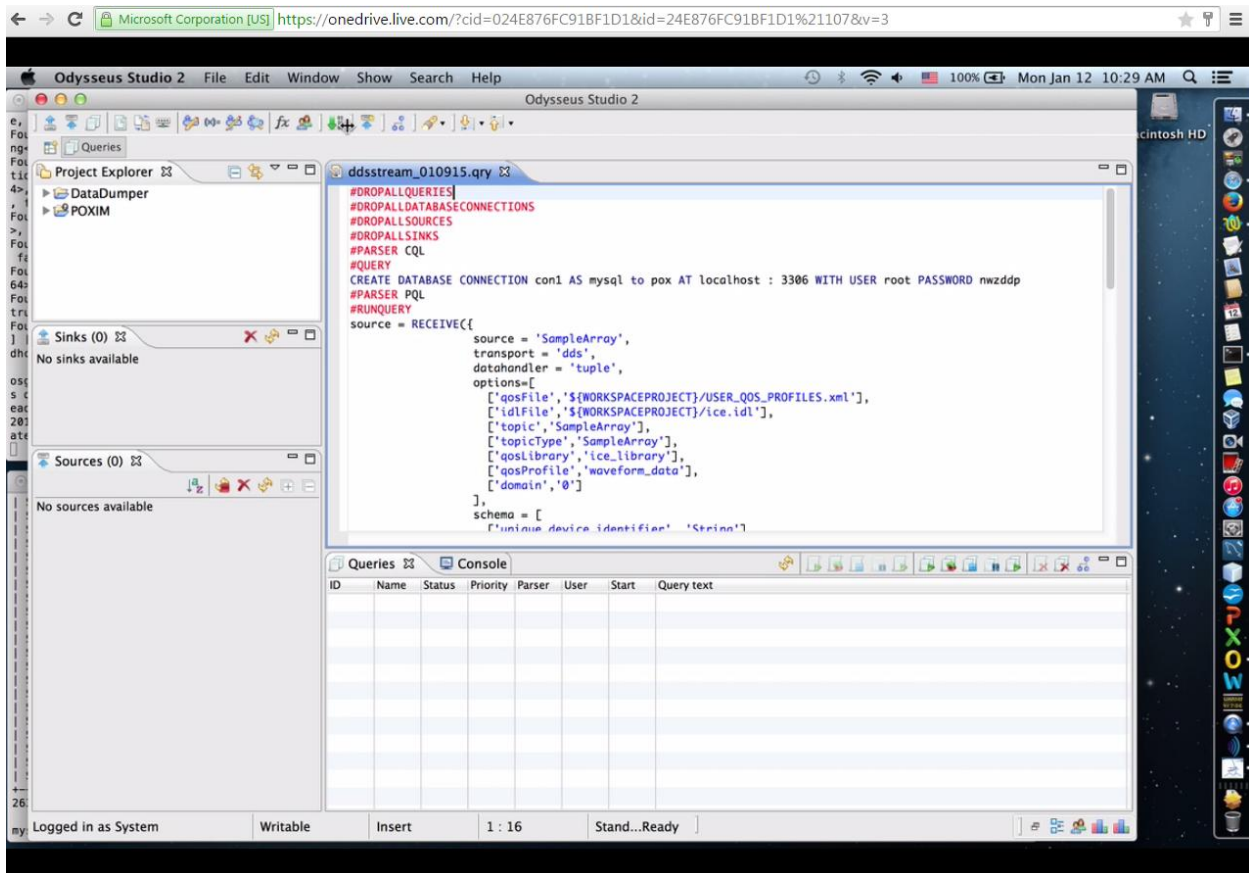 Microsoft Corporation [US] https://onedrive.live.com/?cid=024E876FC91BF1D1&id=24E876FC91BF1D1%21107&v=3
Odysseus Studio 2 File Edit Window Show Search Help 100% Mon Jan 12 10:29 AM
Odysseus Studio 2
Queries
Project Explorer
DataDumper
POXIM
Sinks (0)
No sinks available
Sources (0)
No sources available
ddsstream_010915.qry
#DROPALLQUERIES
#DROPALLDATABASECONNECTIONS
#DROPALLSOURCES
#DROPALLSINKS
#PARSER CQL
#QUERY
CREATE DATABASE CONNECTION con1 AS mysql to pox AT localhost : 3306 WITH USER root PASSWORD nwzddp
#PARSER PQL
#RUNQUERY
source = RECEIVE({
source = 'SampleArray',
transport = 'dds',
datahandler = 'tuple',
options=[
['qosFile','${WORKSPACEPROJECT}/USER_QOS_PROFILES.xml'],
['idlFile','${WORKSPACEPROJECT}/ice.idl'],
['topic','SampleArray'],
['topicType','SampleArray'],
['qosLibrary','ice_library'],
['qosProfile','waveform_data'],
['domain','0']
],
schema = [
['unique_device_identifier', 'String']
Queries Console
ID Name Status Priority Parser User Start Query text
Logged in as System Writable Insert 1 : 16 Stand...Ready